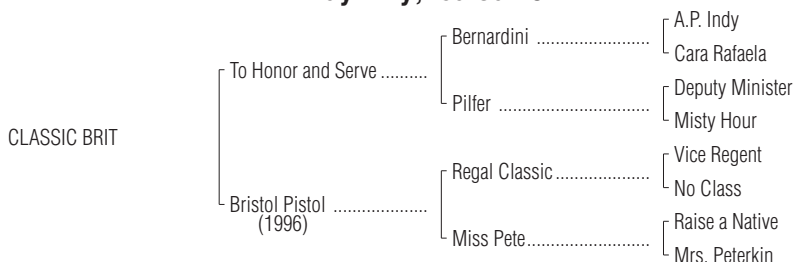 A.P. Indy
Bernardini ........................
Cara Rafaela
To Honor and Serve ..........
Deputy Minister
Pilfer ................................
Misty Hour
CLASSIC BRIT
Vice Regent
Regal Classic ....................
No Class
Bristol Pistol ....................
(1996)
Raise a Native
Miss Pete..........................
Mrs. Peterkin